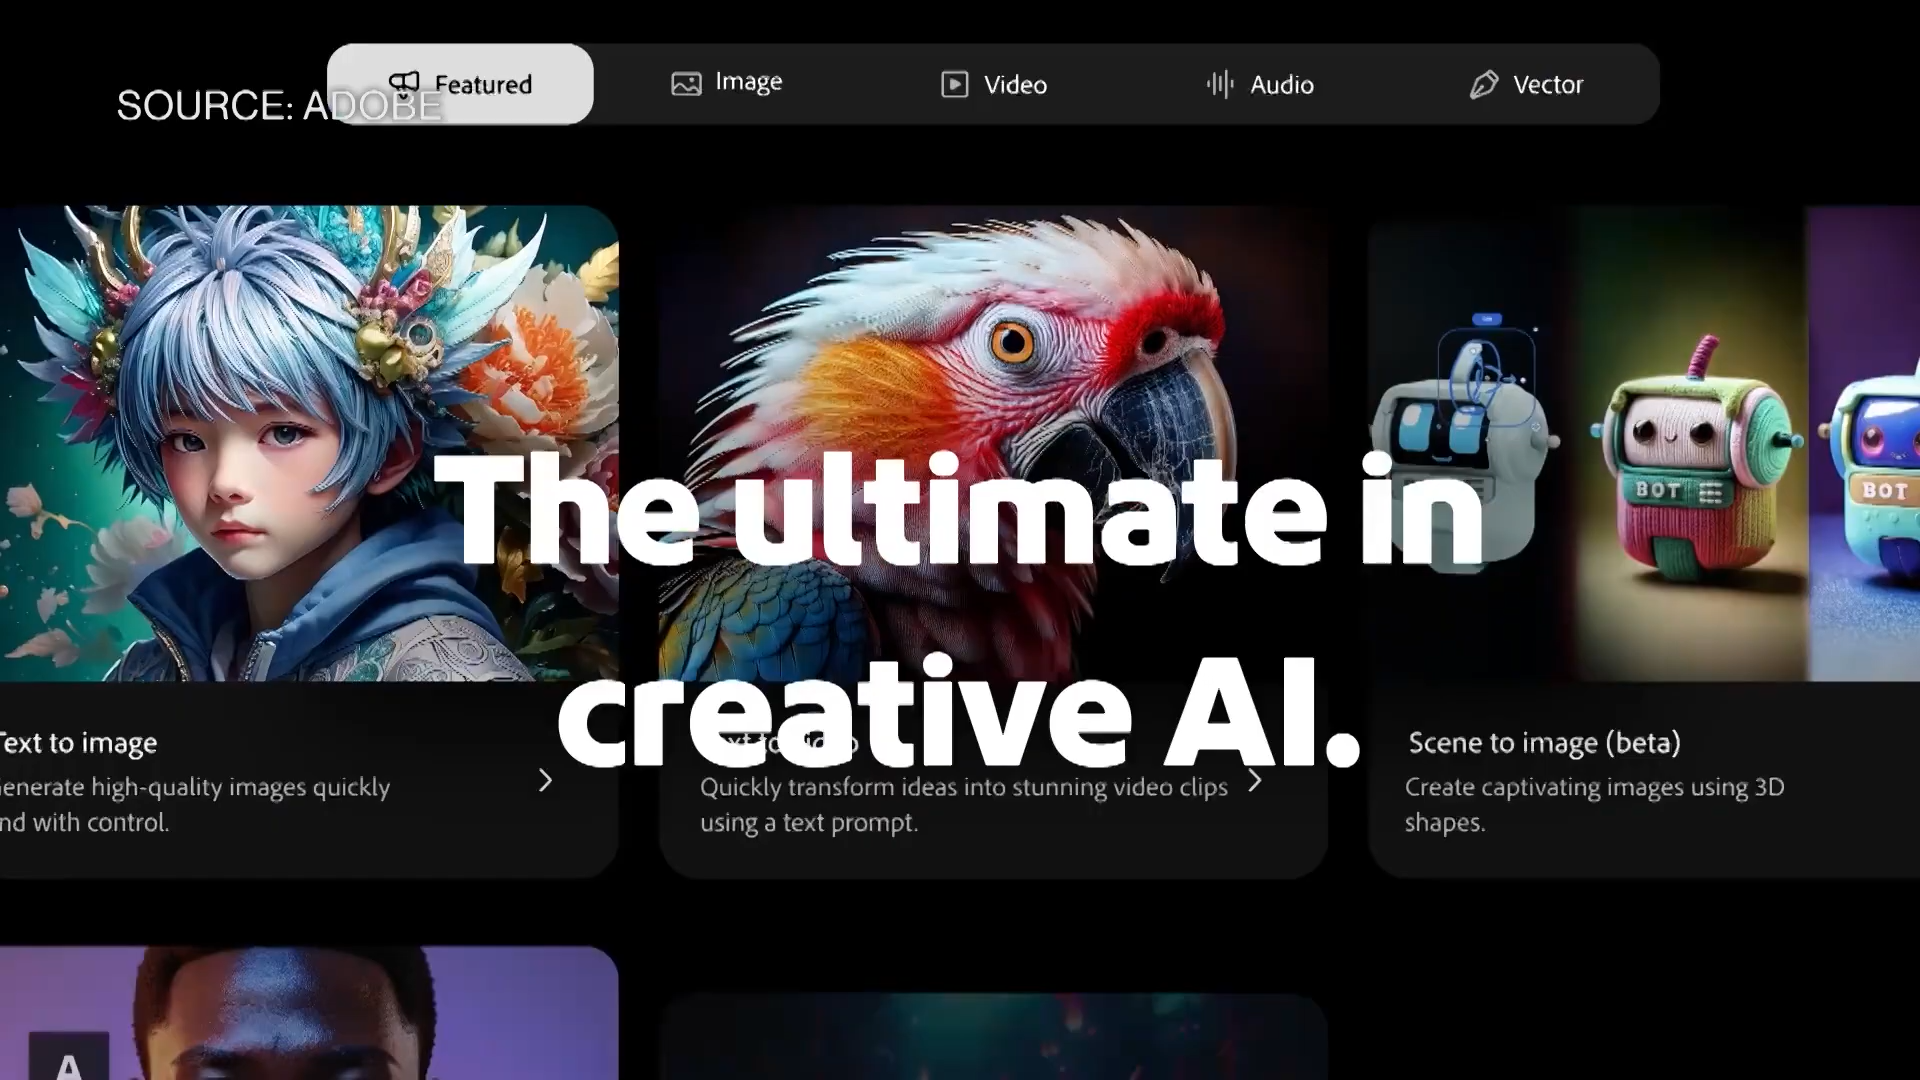 SOURCE: ADOBE
Featured
Image
Video
Audio
Vector
The ultimate in
creative AI.
BOT
BOT
Text to image
enerate high-quality images quickly
nd with control.
Quickly transform ideas into stunning video clips
using a text prompt.
Scene to image (beta)
Create captivating images using 3D
shapes.
A